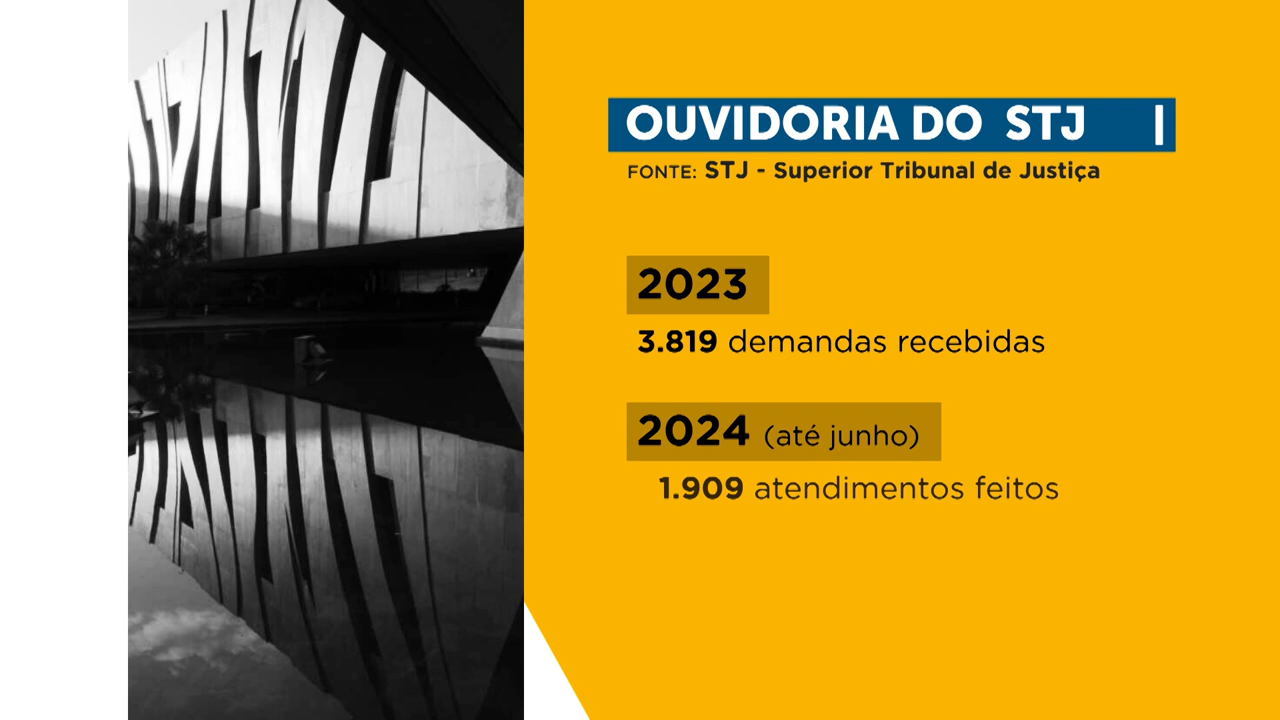 OUVIDORIA DO STJ
FONTE: STJ - Superior Tribunal de Justiça
2023
3.819 demandas recebidas
2024 (até junho)
1.909 atendimentos feitos